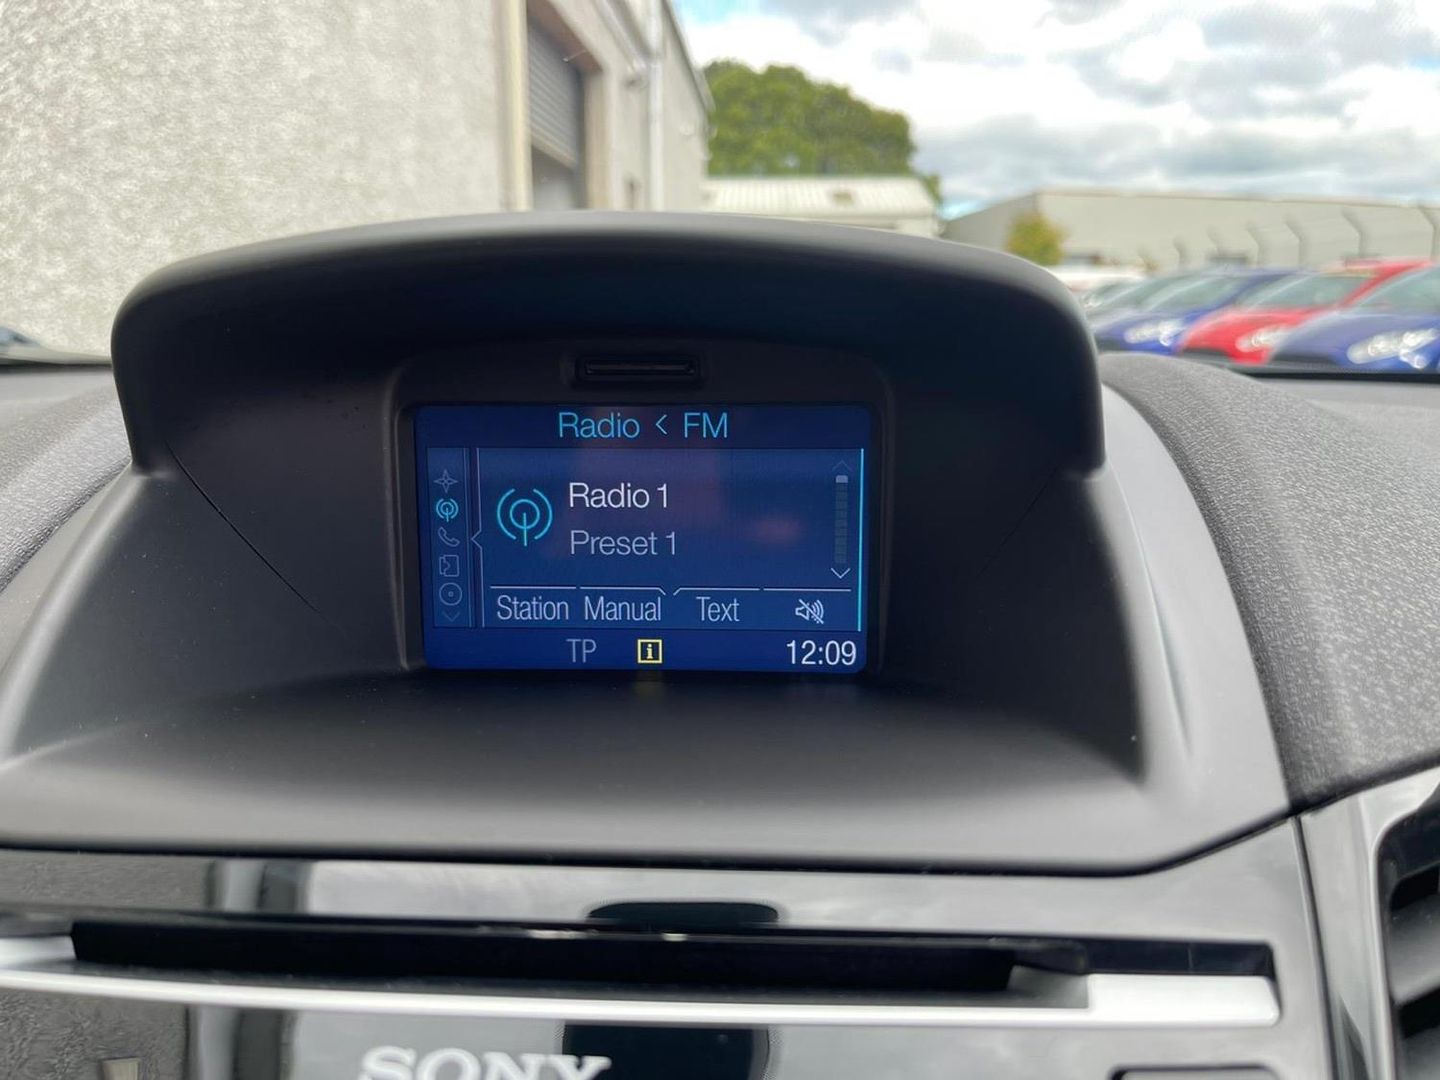 Radio < FM
Radio 1
Preset 1
Station Manual Text
TP i 12:09
SONY